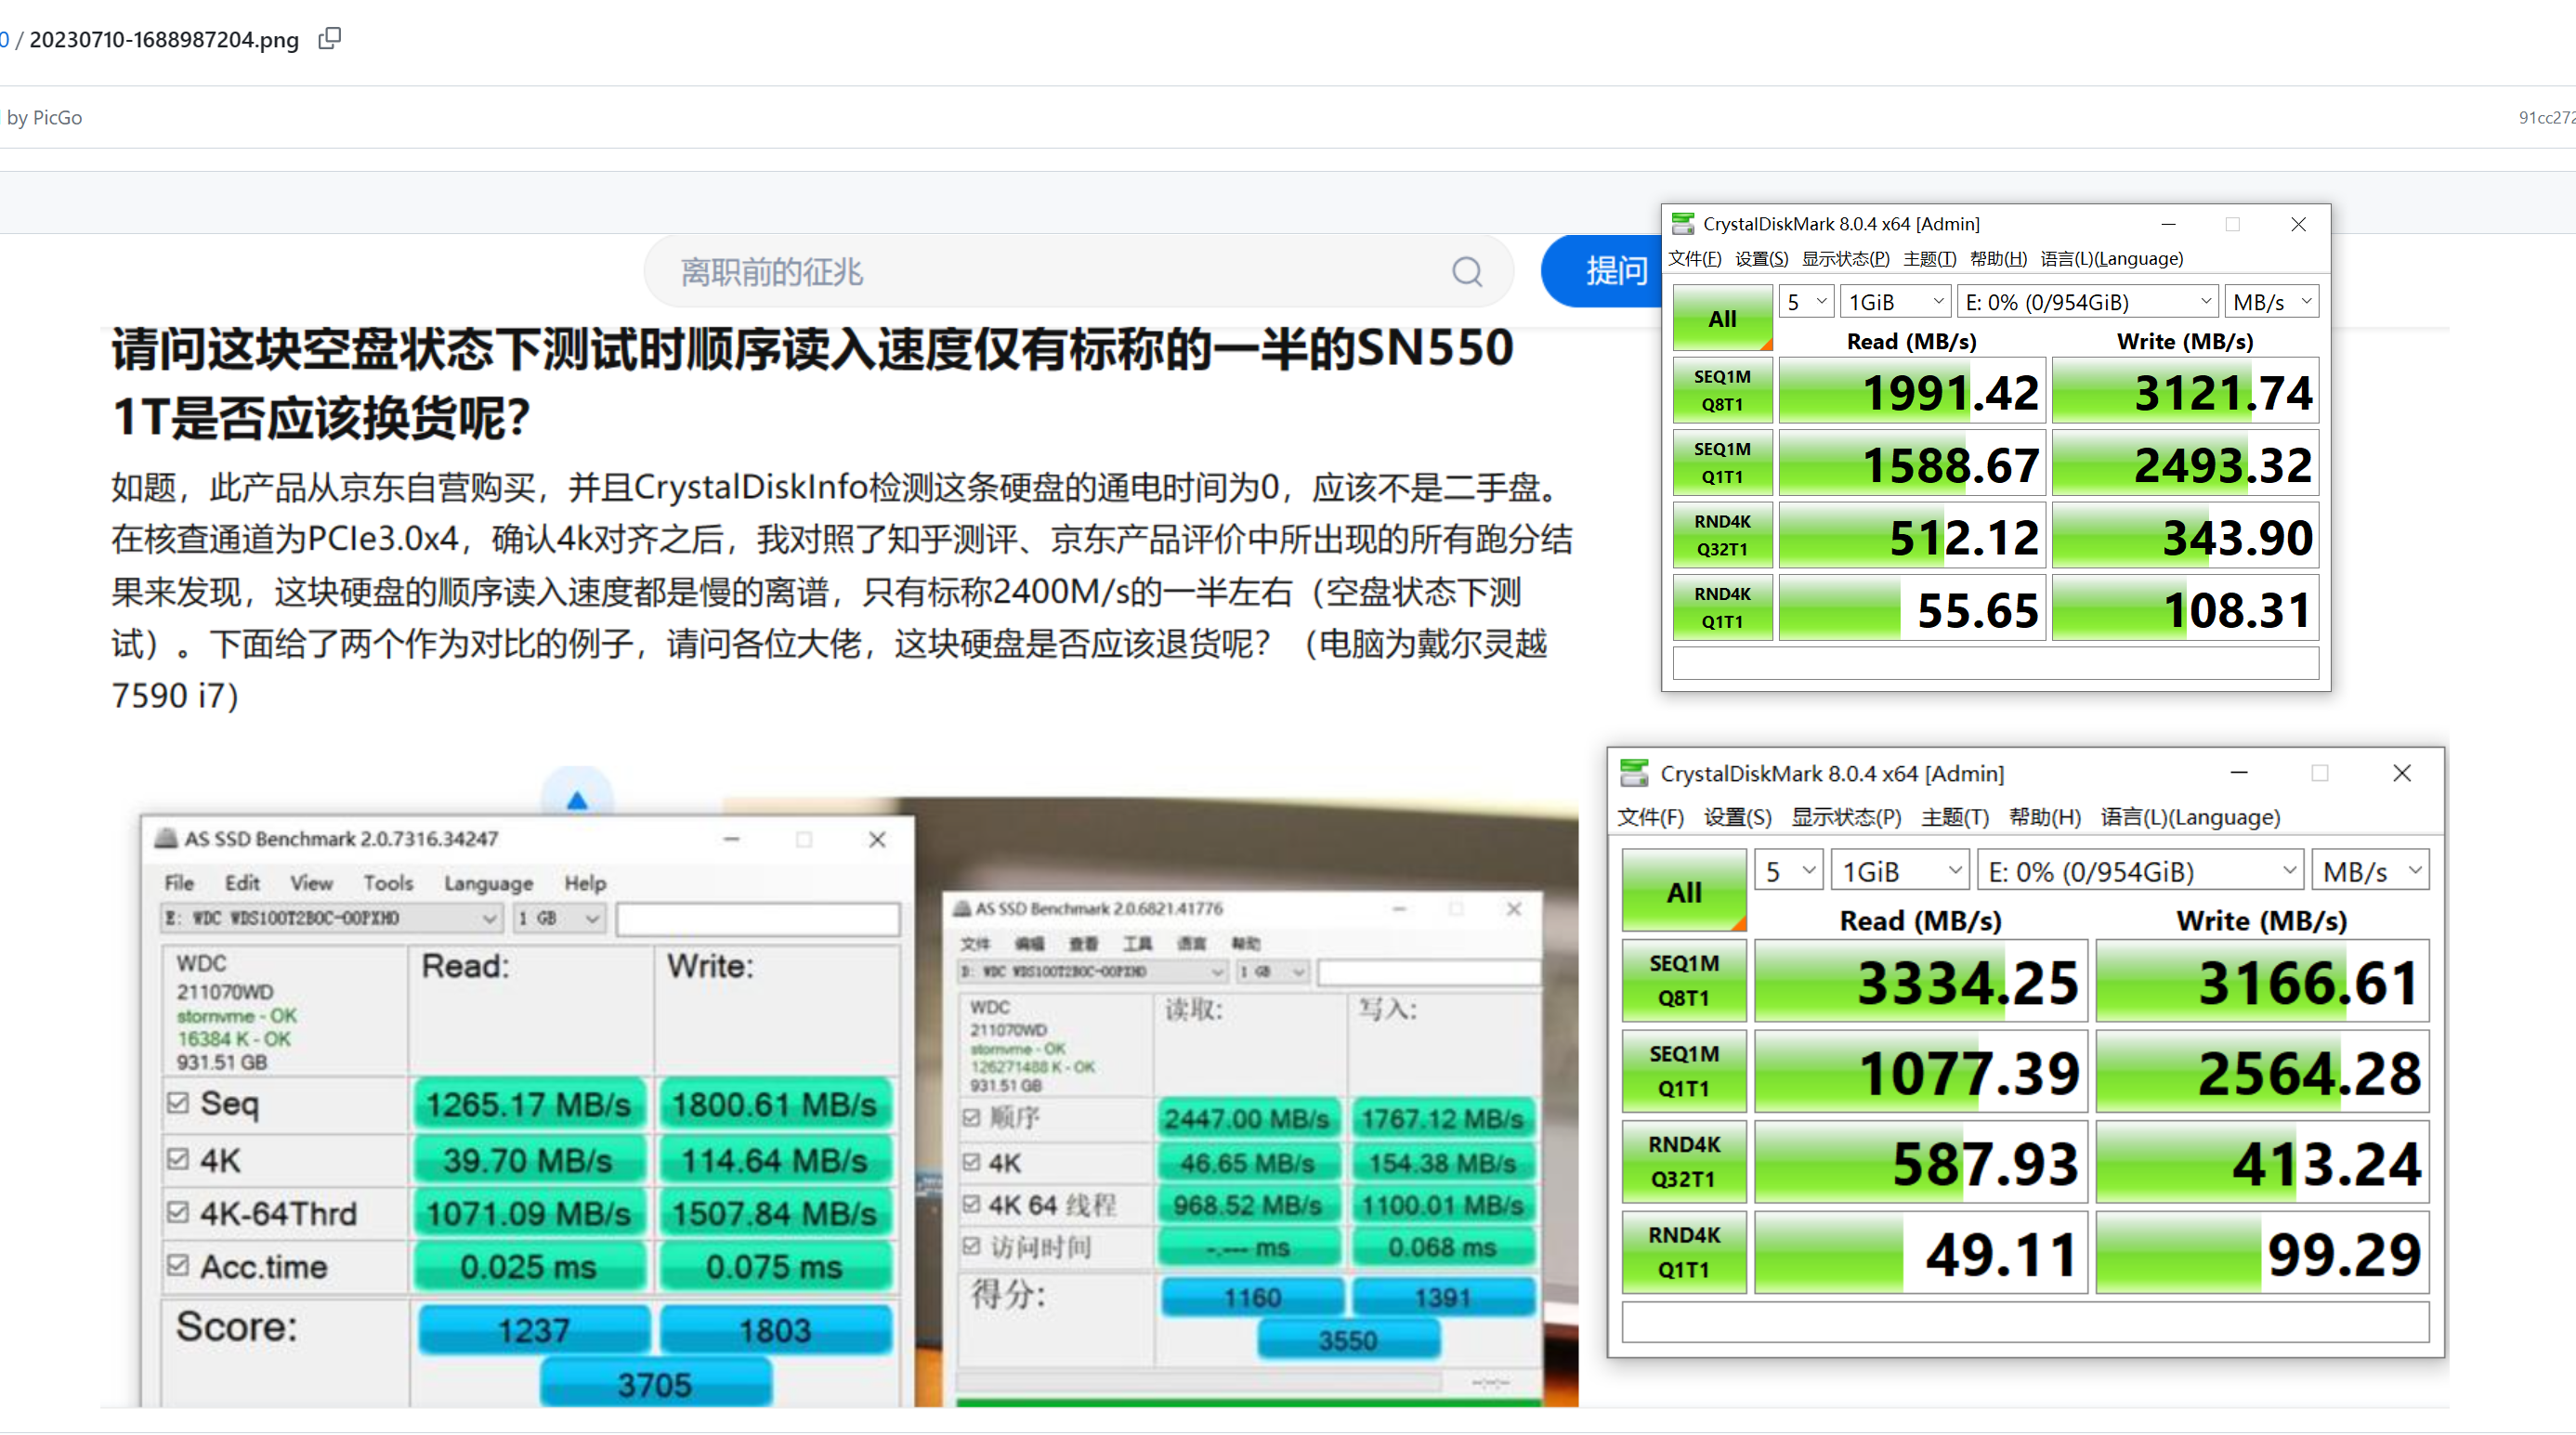 0 / 20230710-1688987204.png
by PicGo
91cc272
离职前的征兆
提问
请问这块空盘状态下测试时顺序读入速度仅有标称的一半的SN550
1T是否应该换货呢？
如题，此产品从京东自营购买，并且CrystalDiskInfo检测这条硬盘的通电时间为0，应该不是二手盘。
在核查通道为PCIe3.0x4，确认4k对齐之后，我对照了知乎测评、京东产品评价中所出现的所有跑分结
果来发现，这块硬盘的顺序读入速度都是慢的离谱，只有标称2400M/s的一半左右（空盘状态下测
试）。下面给了两个作为对比的例子，请问各位大佬，这块硬盘是否应该退货呢？（电脑为戴尔灵越
7590 i7）
CrystalDiskMark 8.0.4 x64 [Admin]
文件(F) 设置(S) 显示状态(P) 主题(T) 帮助(H) 语言(L)(Language)
All 5 1GiB E: 0% (0/954GiB) MB/s
Read (MB/s) Write (MB/s)
SEQ1M Q8T1 1991.42 3121.74
SEQ1M Q1T1 1588.67 2493.32
RND4K Q32T1 512.12 343.90
RND4K Q1T1 55.65 108.31
AS SSD Benchmark 2.0.7316.34247
File Edit View Tools Language Help
E: WDC WDS100T2B0C-00PXH0 1 GB
WDC
211070WD
stornvme - OK
16384 K - OK
931.51 GB
Read: Write:
Seq 1265.17 MB/s 1800.61 MB/s
4K 39.70 MB/s 114.64 MB/s
4K-64Thrd 1071.09 MB/s 1507.84 MB/s
Acc.time 0.025 ms 0.075 ms
Score: 1237 1803
3705
AS SSD Benchmark 2.0.6821.41776
文件 编辑 查看 工具 语言 帮助
D: WDC WDS100T2B0C-00PXH0 1 GB
WDC
211070WD
stornvme - OK
126271488 K - OK
931.51 GB
读取: 写入:
顺序 2447.00 MB/s 1767.12 MB/s
4K 46.65 MB/s 154.38 MB/s
4K 64 线程 968.52 MB/s 1100.01 MB/s
访问时间 -.--- ms 0.068 ms
得分: 1160 1391
3550
--:--:--
CrystalDiskMark 8.0.4 x64 [Admin]
文件(F) 设置(S) 显示状态(P) 主题(T) 帮助(H) 语言(L)(Language)
All 5 1GiB E: 0% (0/954GiB) MB/s
Read (MB/s) Write (MB/s)
SEQ1M Q8T1 3334.25 3166.61
SEQ1M Q1T1 1077.39 2564.28
RND4K Q32T1 587.93 413.24
RND4K Q1T1 49.11 99.29